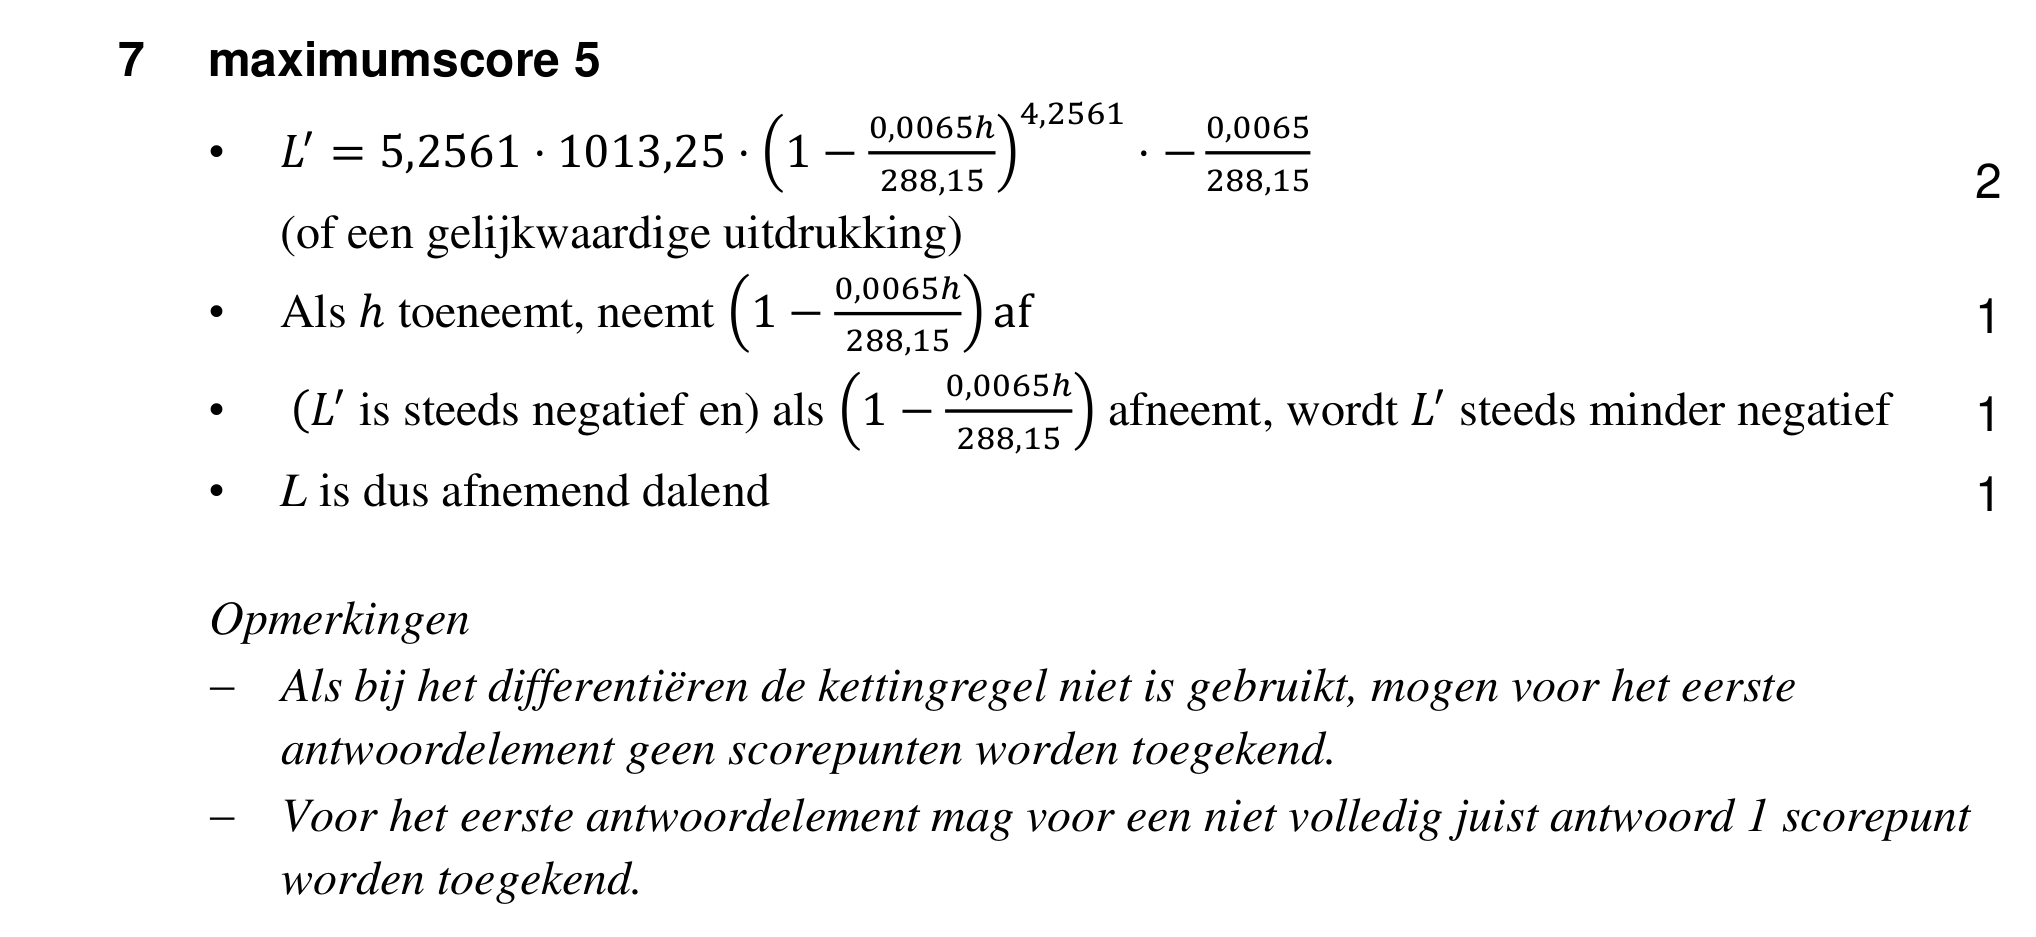 7 maximumscore 5
• L′ = 5,2561 · 1013,25 · (1 − 0,0065h/288,15)^4,2561 · − 0,0065/288,15 2
(of een gelijkwaardige uitdrukking)
• Als h toeneemt, neemt (1 − 0,0065h/288,15) af 1
• (L′ is steeds negatief en) als (1 − 0,0065h/288,15) afneemt, wordt L′ steeds minder negatief 1
• L is dus afnemend dalend 1
Opmerkingen
− Als bij het differentiëren de kettingregel niet is gebruikt, mogen voor het eerste
antwoordelement geen scorepunten worden toegekend.
− Voor het eerste antwoordelement mag voor een niet volledig juist antwoord 1 scorepunt
worden toegekend.